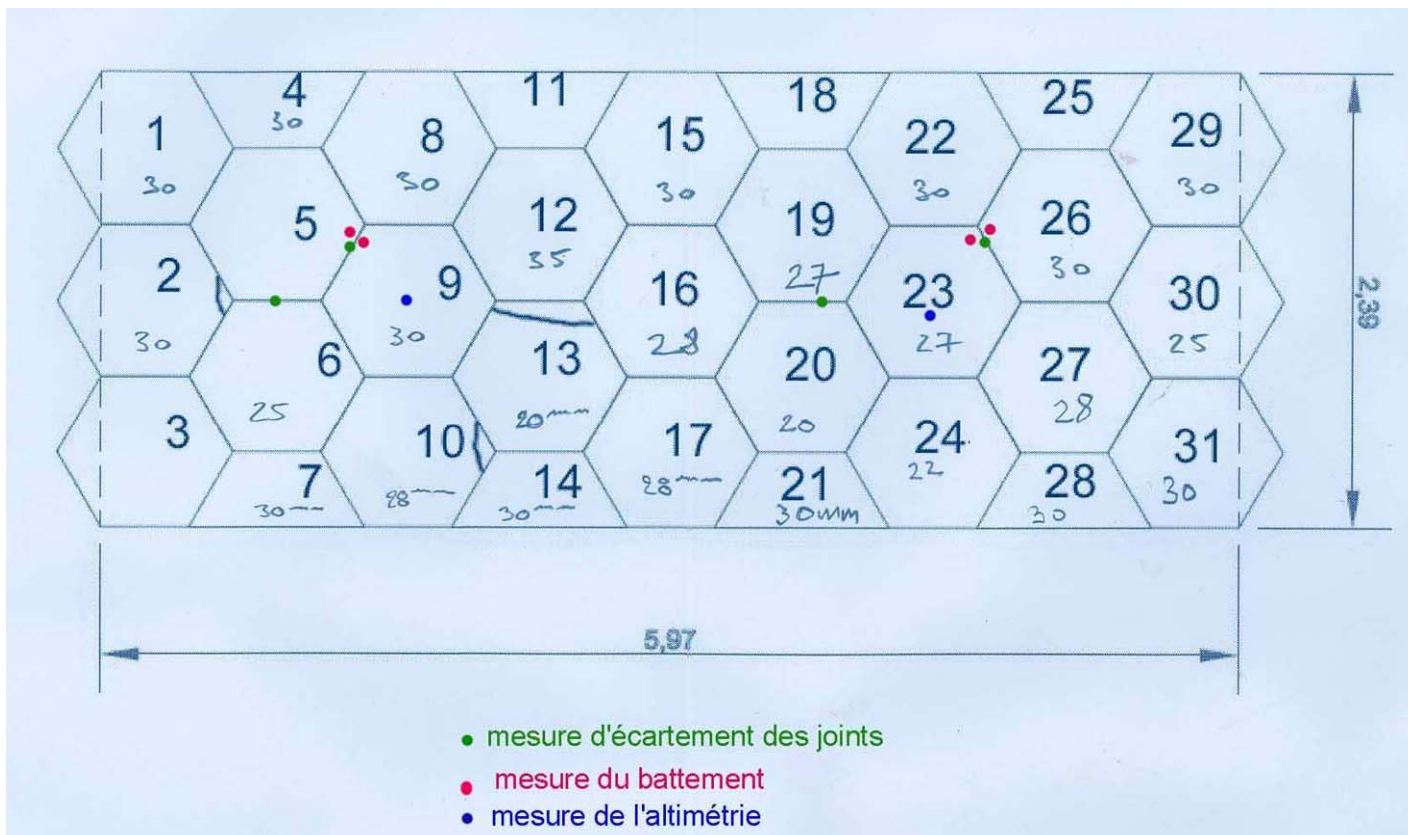 4 11 18 25
30
1 8 15 22 29
30 30 30 30 30
5 12 19 26
35 27 30
2 9 16 23 30
30 30 28 27 25
6 13 20 27
25 20mm 20 28
3 10 17 24 31
28mm 28mm 22 30
7 14 21 28
30mm 30mm 30mm 30
2,39
5,97
mesure d'écartement des joints
mesure du battement
mesure de l'altimétrie